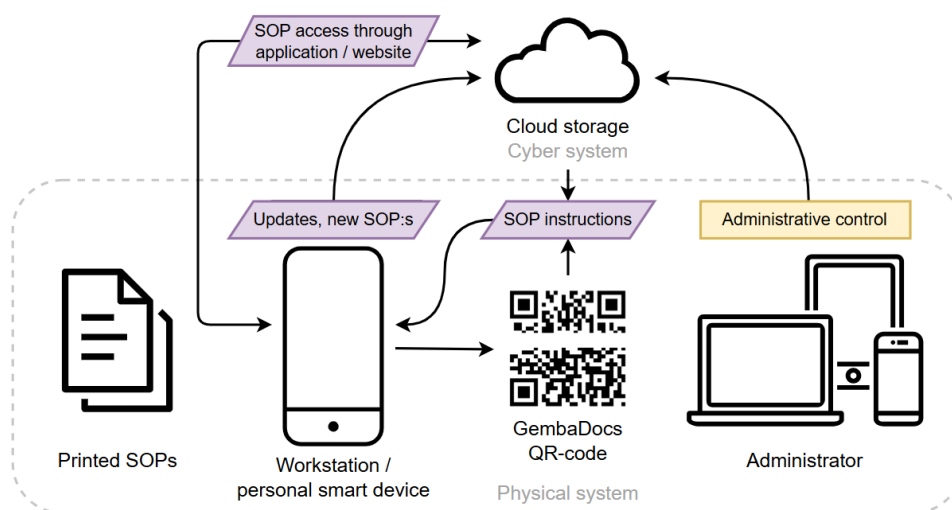 SOP access through
application / website
Cloud storage
Cyber system
Updates, new SOP:s
SOP instructions
Administrative control
Printed SOPs
Workstation /
personal smart device
GembaDocs
QR-code
Administrator
Physical system